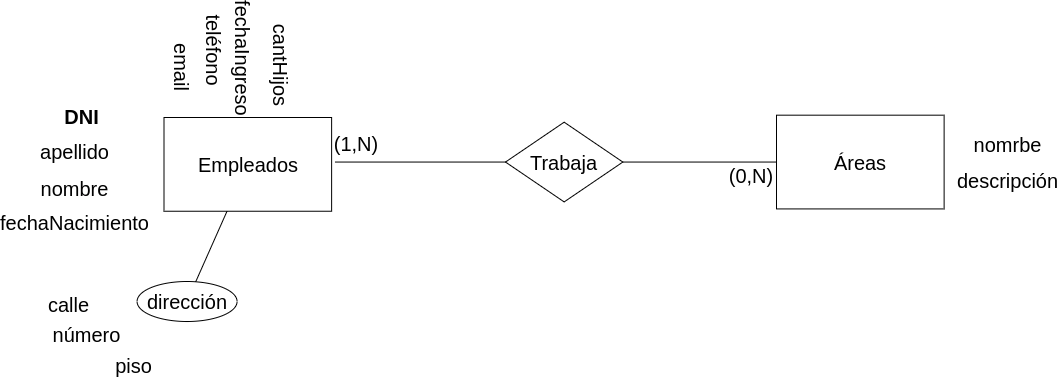 email
teléfono
fechaIngreso
cantHijos
DNI
apellido
nombre
fechaNacimiento
Empleados
(1,N)
Trabaja
(0,N)
Áreas
nomrbe
descripción
dirección
calle
número
piso